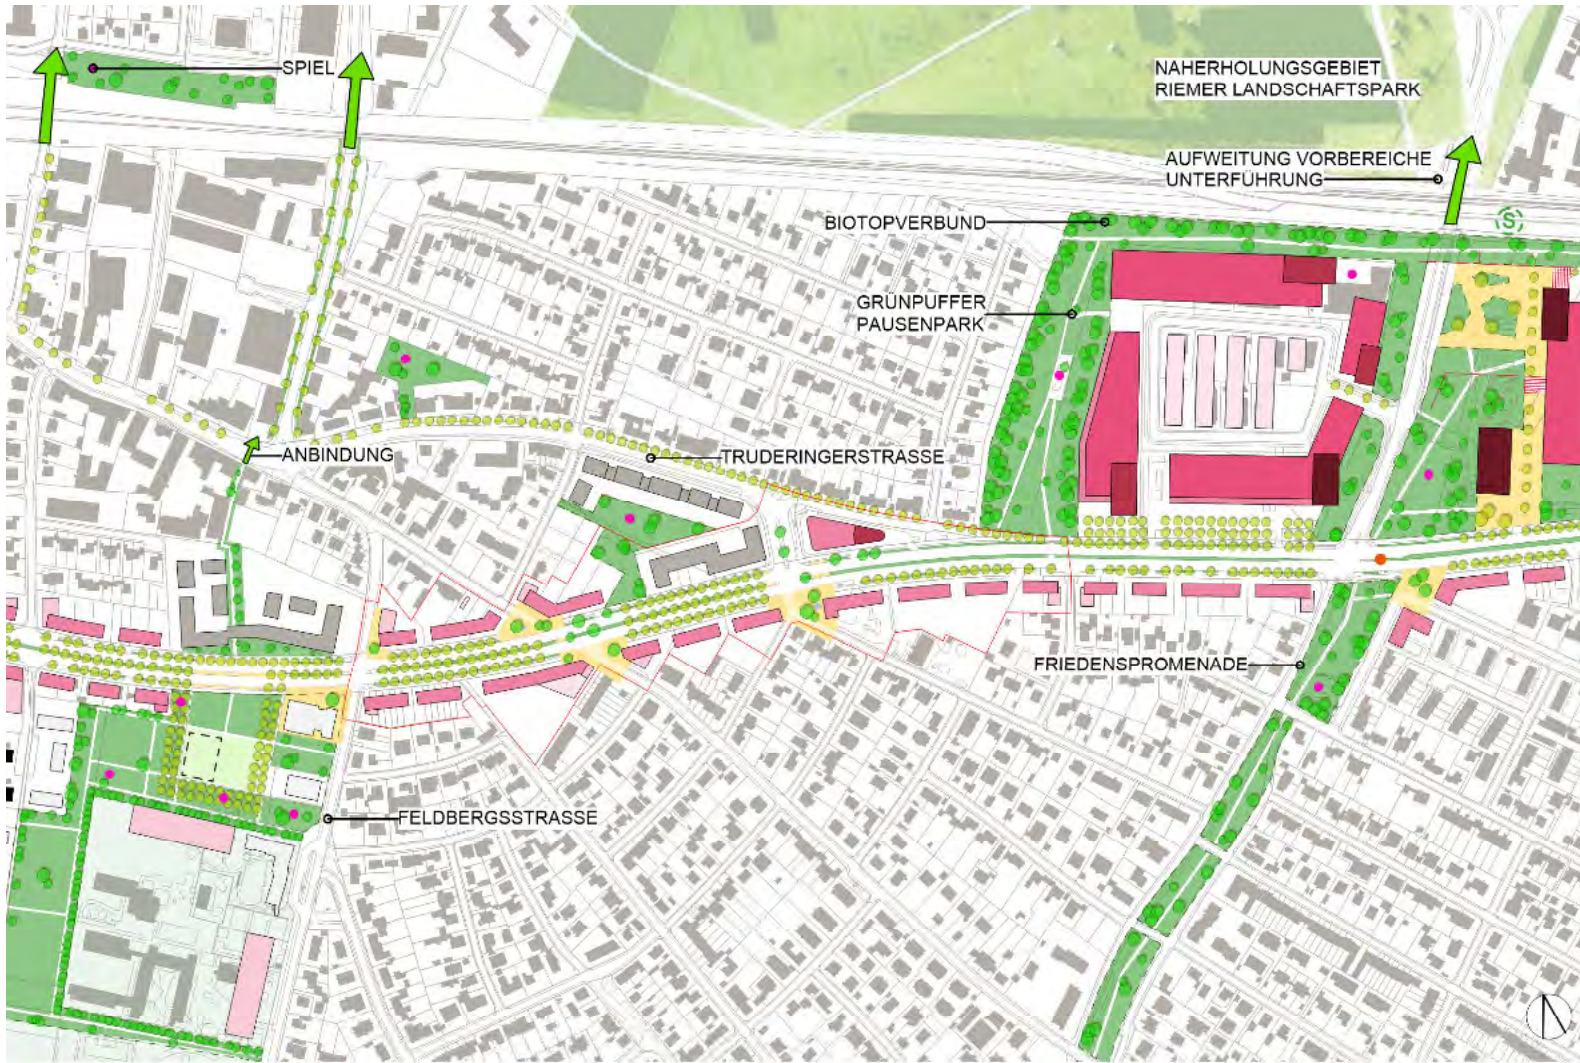 SPIEL
NAHERHOLUNGSGEBIET
RIEMER LANDSCHAFTSPARK
AUFWEITUNG VORBEREICHE
UNTERFÜHRUNG
BIOTOPVERBUND
S
GRÜNPUFFER
PAUSENPARK
ANBINDUNG
TRUDERINGERSTRASSE
FRIEDENSPROMENADE
FELDBERGSSTRASSE